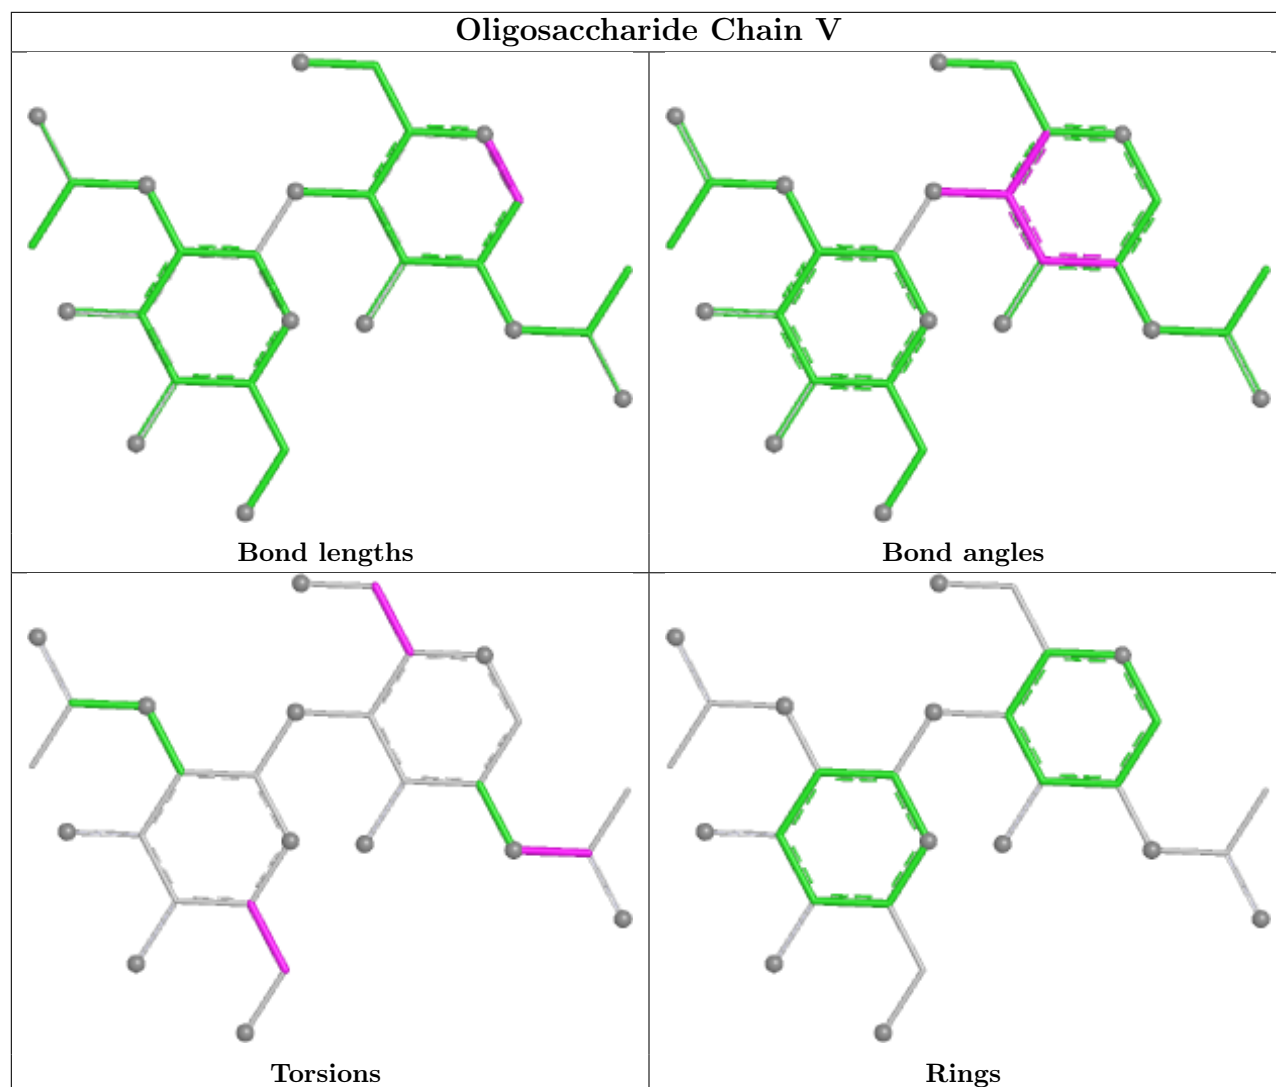 Oligosaccharide Chain V
Bond lengths
Bond angles
Torsions
Rings